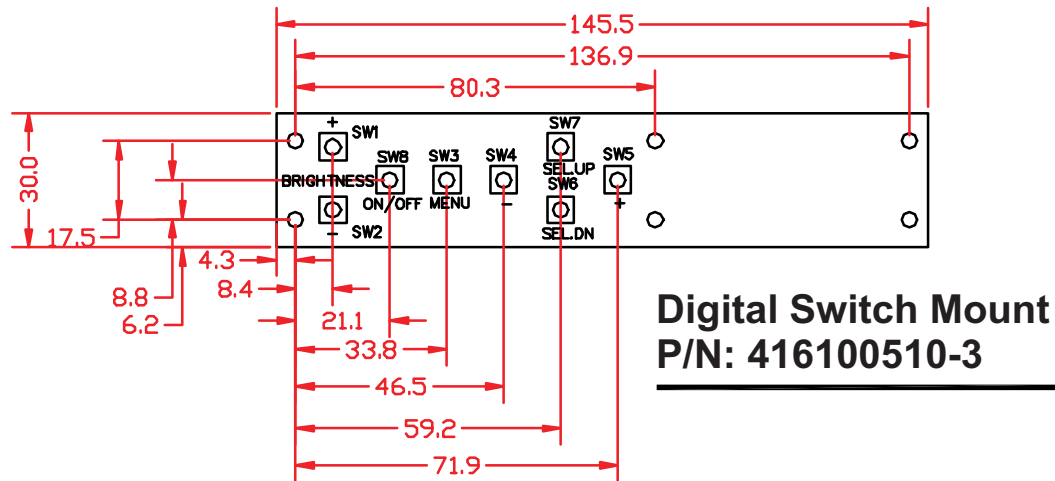 145.5
136.9
80.3
+
SW1
SW7
SW8
SW3
SW4
SEL.UP
SW5
30.0
BRIGHTNESS
SW6
ON/OFF
MENU
-
+
17.5
-
SW2
SEL.DN
4.3
8.4
8.8
6.2
21.1
33.8
46.5
59.2
71.9
Digital Switch Mount
P/N: 416100510-3